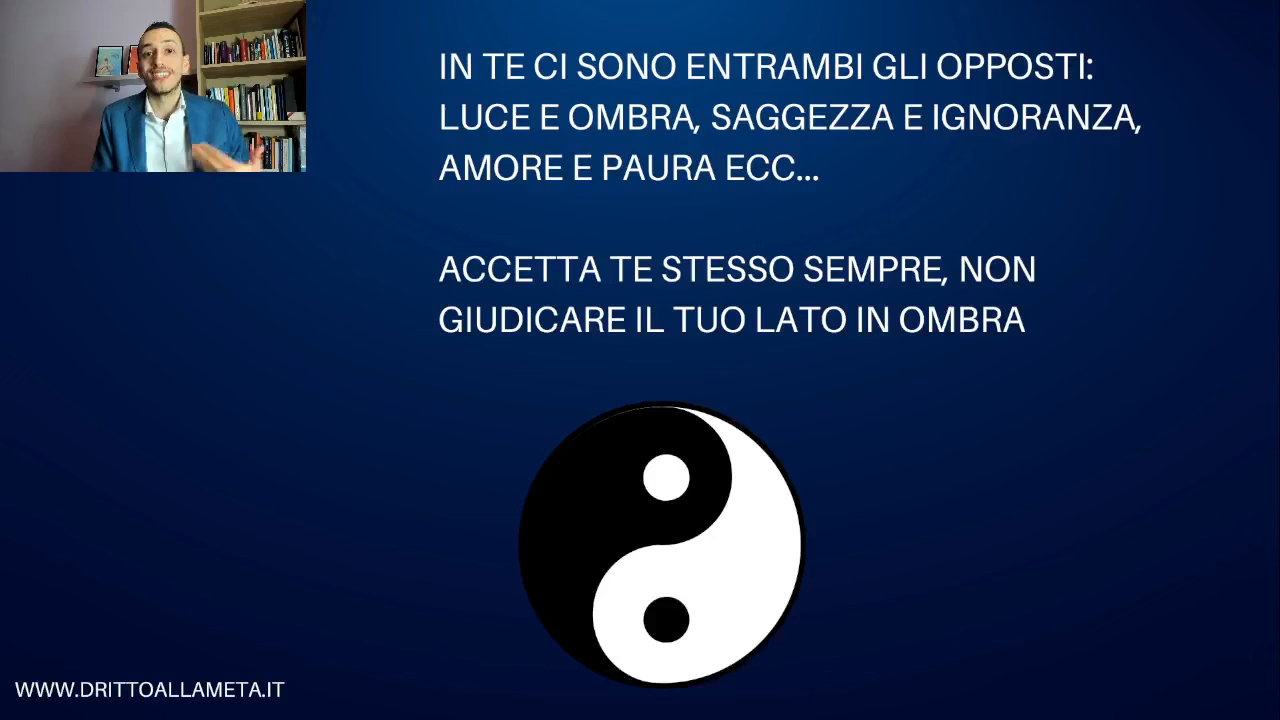 IN TE CI SONO ENTRAMBI GLI OPPOSTI:
LUCE E OMBRA, SAGGEZZA E IGNORANZA,
AMORE E PAURA ECC...
ACCETTA TE STESSO SEMPRE, NON
GIUDICARE IL TUO LATO IN OMBRA
WWW.DRITTOALLAMETA.IT